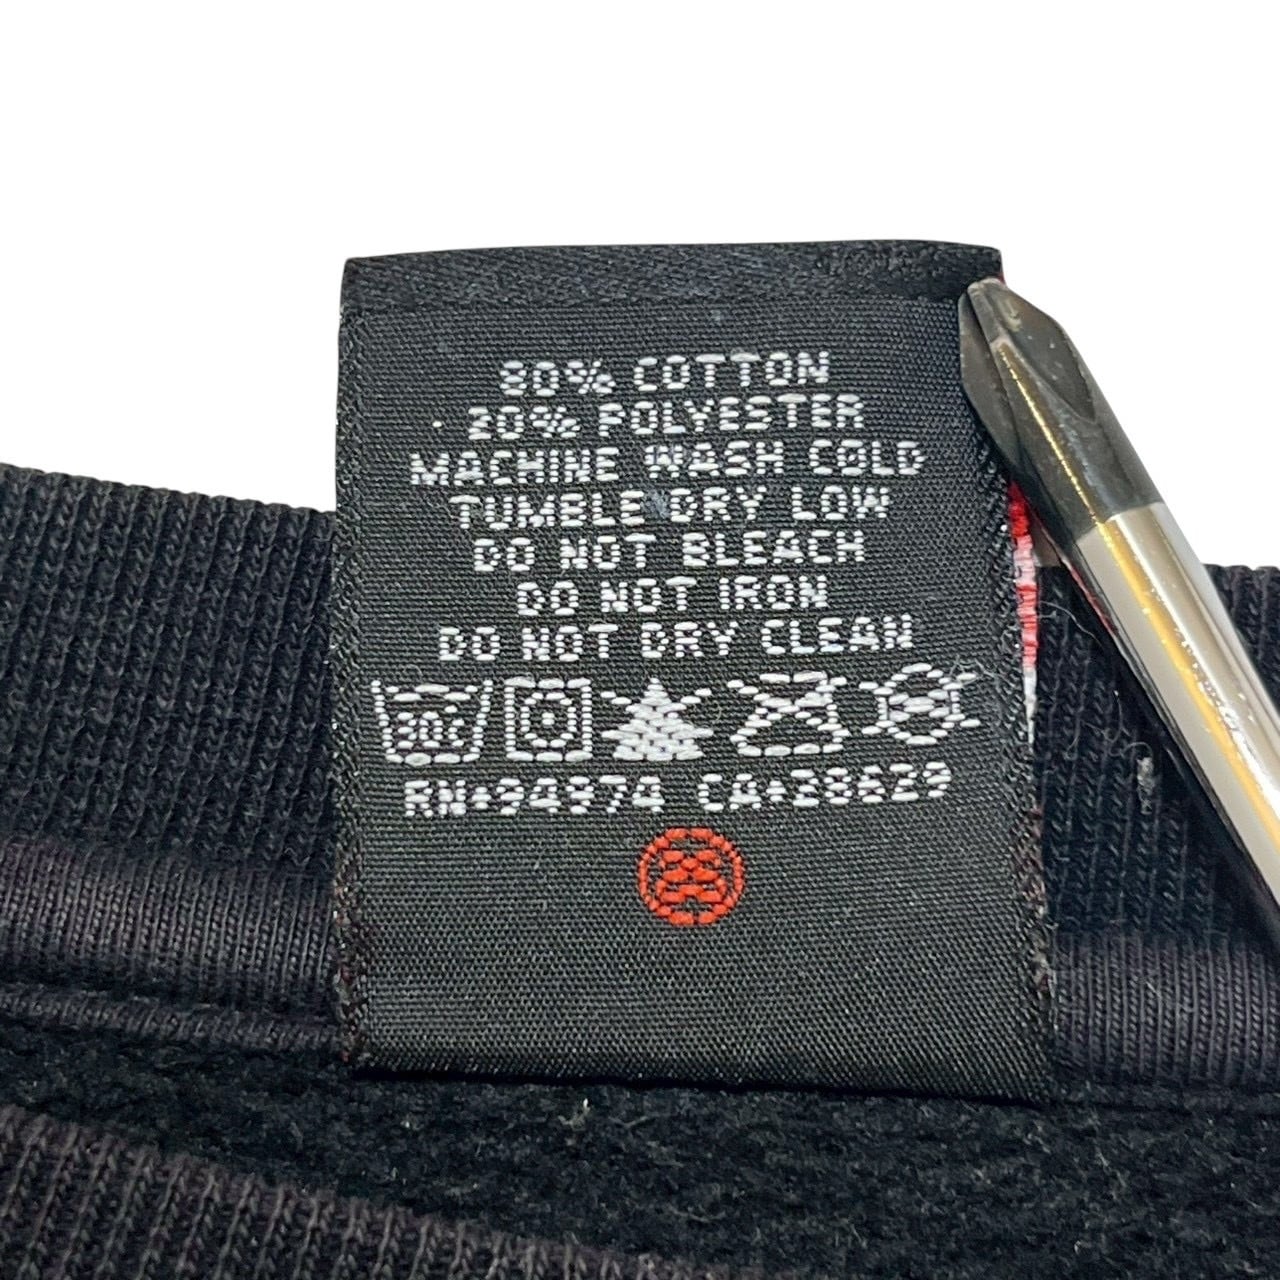 80% COTTON
20% POLYESTER
MACHINE WASH COLD
TUMBLE DRY LOW
DO NOT BLEACH
DO NOT IRON
DO NOT DRY CLEAN
30c
RN•94974 CA•28629